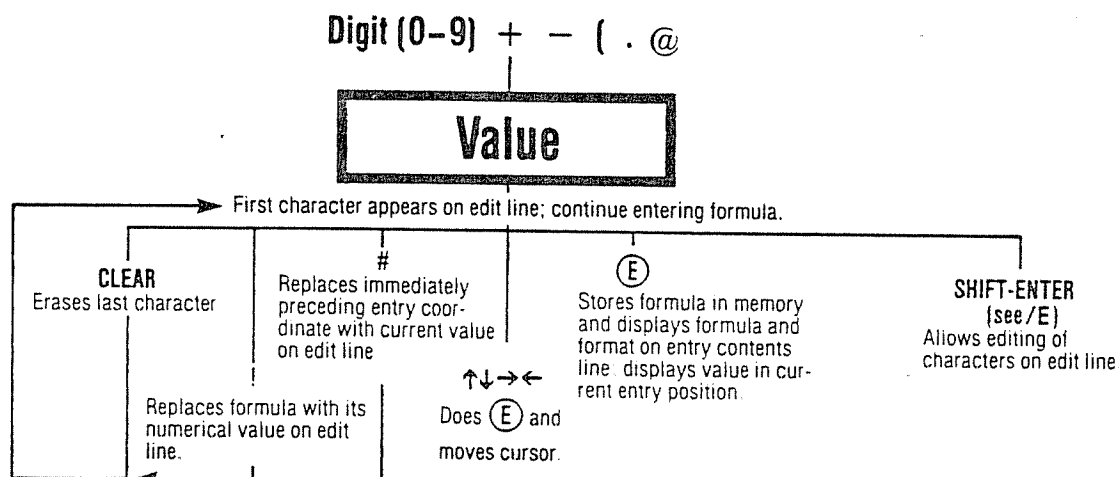 Digit (0–9) + – ( . @
Value
First character appears on edit line; continue entering formula.
CLEAR
Erases last character
Replaces formula with its
numerical value on edit
line.
#
Replaces immediately
preceding entry coor-
dinate with current value
on edit line
↑↓→←
Does Ⓔ and
moves cursor.
Ⓔ
Stores formula in memory
and displays formula and
format on entry contents
line: displays value in cur-
rent entry position.
SHIFT-ENTER
(see/E)
Allows editing of
characters on edit line